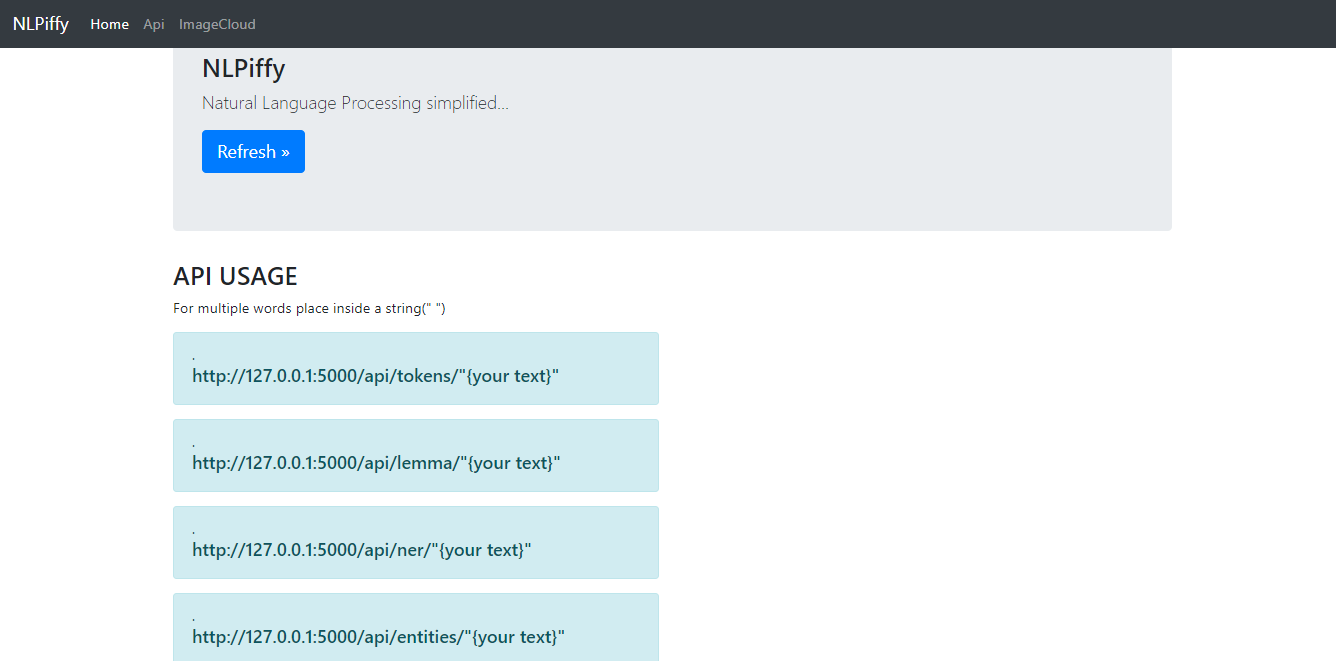 NLPiffy Home Api ImageCloud
NLPiffy
Natural Language Processing simplified...
Refresh »
API USAGE
For multiple words place inside a string(" ")
.
http://127.0.0.1:5000/api/tokens/"{your text}"
.
http://127.0.0.1:5000/api/lemma/"{your text}"
.
http://127.0.0.1:5000/api/ner/"{your text}"
.
http://127.0.0.1:5000/api/entities/"{your text}"